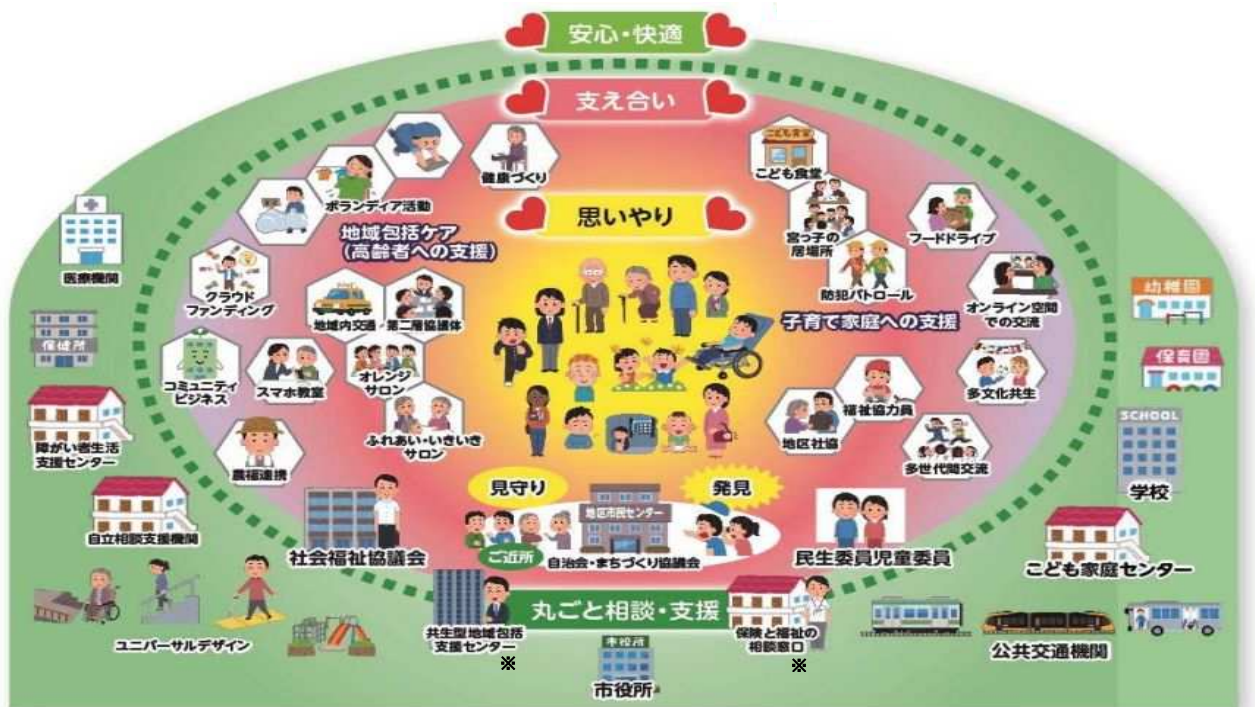 安心・快適
支え合い
思いやり
健康づくり
ボランティア活動
地域包括ケア
(高齢者への支援)
クラウド
ファンディング
地域内交通
第二層協議体
コミュニティ
ビジネス
スマホ教室
オレンジ
サロン
ふれあい・いきいき
サロン
農福連携
こども食堂
こども食堂
宮っ子の
居場所
フードドライブ
防犯パトロール
オンライン空間
での交流
子育て家庭への支援
多文化共生
福祉協力員
地区社協
多世代間交流
医療機関
保健所
障がい者生活
支援センター
自立相談支援機関
ユニバーサルデザイン
幼稚園
保育園
SCHOOL
学校
こども家庭センター
公共交通機関
見守り
発見
地区市民センター
ご近所
自治会・まちづくり協議会
社会福祉協議会
民生委員児童委員
丸ごと相談・支援
共生型地域包括
支援センター
※
保険と福祉の
相談窓口
※
市役所
市役所